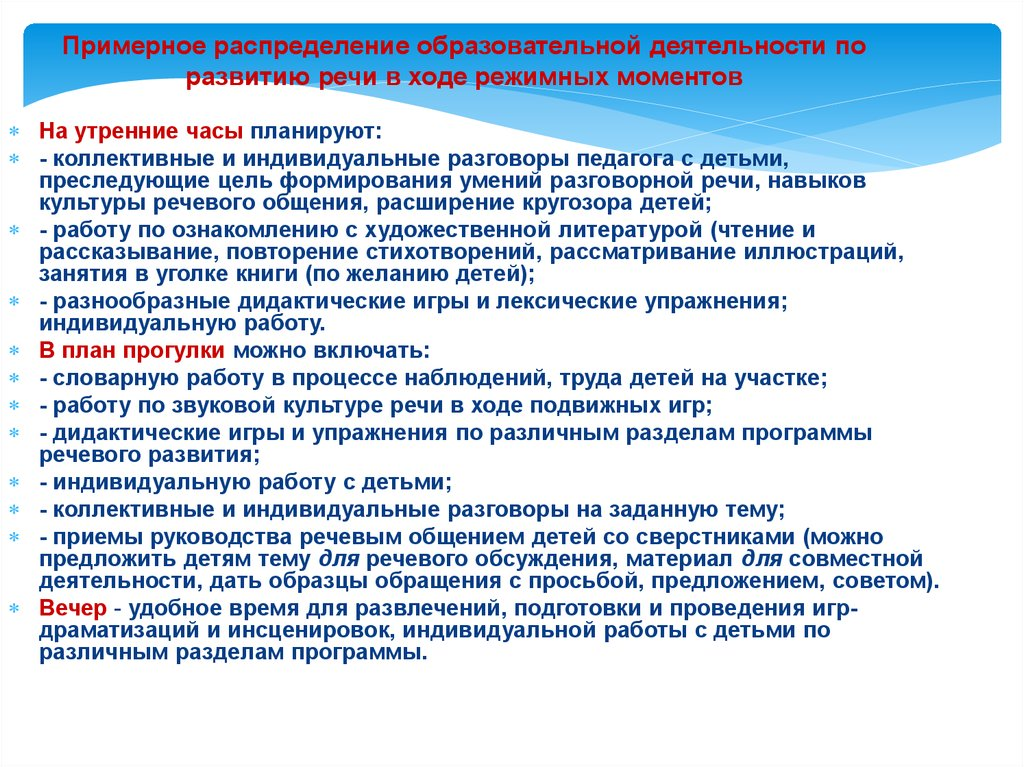 Примерное распределение образовательной деятельности по
развитию речи в ходе режимных моментов
∗ На утренние часы планируют:
∗ - коллективные и индивидуальные разговоры педагога с детьми,
преследующие цель формирования умений разговорной речи, навыков
культуры речевого общения, расширение кругозора детей;
∗ - работу по ознакомлению с художественной литературой (чтение и
рассказывание, повторение стихотворений, рассматривание иллюстраций,
занятия в уголке книги (по желанию детей);
∗ - разнообразные дидактические игры и лексические упражнения;
индивидуальную работу.
∗ В план прогулки можно включать:
∗ - словарную работу в процессе наблюдений, труда детей на участке;
∗ - работу по звуковой культуре речи в ходе подвижных игр;
∗ - дидактические игры и упражнения по различным разделам программы
речевого развития;
∗ - индивидуальную работу с детьми;
∗ - коллективные и индивидуальные разговоры на заданную тему;
∗ - приемы руководства речевым общением детей со сверстниками (можно
предложить детям тему для речевого обсуждения, материал для совместной
деятельности, дать образцы обращения с просьбой, предложением, советом).
∗ Вечер - удобное время для развлечений, подготовки и проведения игр-
драматизаций и инсценировок, индивидуальной работы с детьми по
различным разделам программы.